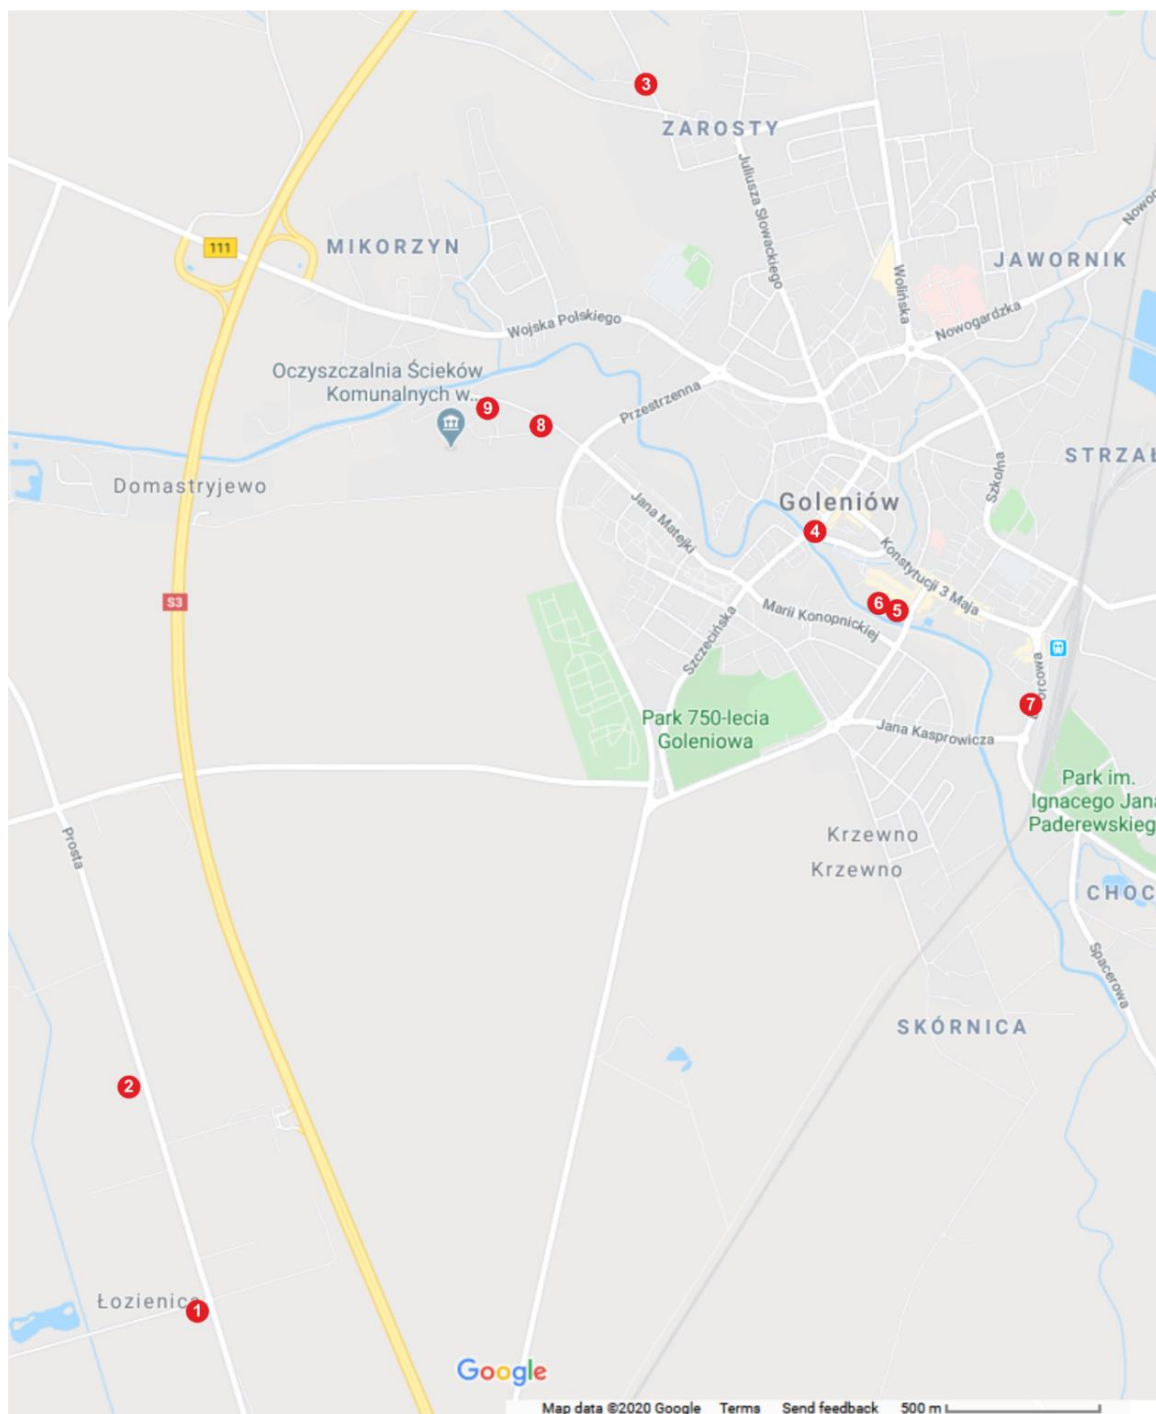 3
ZAROSTY
Juliusza Słowackiego
111
MIKORZYN
Wolińska
JAWORNIK
Nowog
Nowogardzka
Wojska Polskiego
Oczyszczalnia Ścieków
Komunalnych w...
9
8
Przestrzenna
Domastryjewo
STRZAŁ
Szkolna
Jana Matejki
Goleniów
4
Konstytucji 3 Maja
S3
6
5
Marii Konopnickiej
Szczecińska
7
orcowa
Park 750-lecia
Goleniowa
Jana Kasprowicza
Park im.
Ignacego Jana
Paderewskieg
Prosta
Krzewno
Krzewno
CHOC
Spacerowa
SKÓRNICA
2
Łozienica
1
Google
Map data ©2020 Google Terms Send feedback 500 m